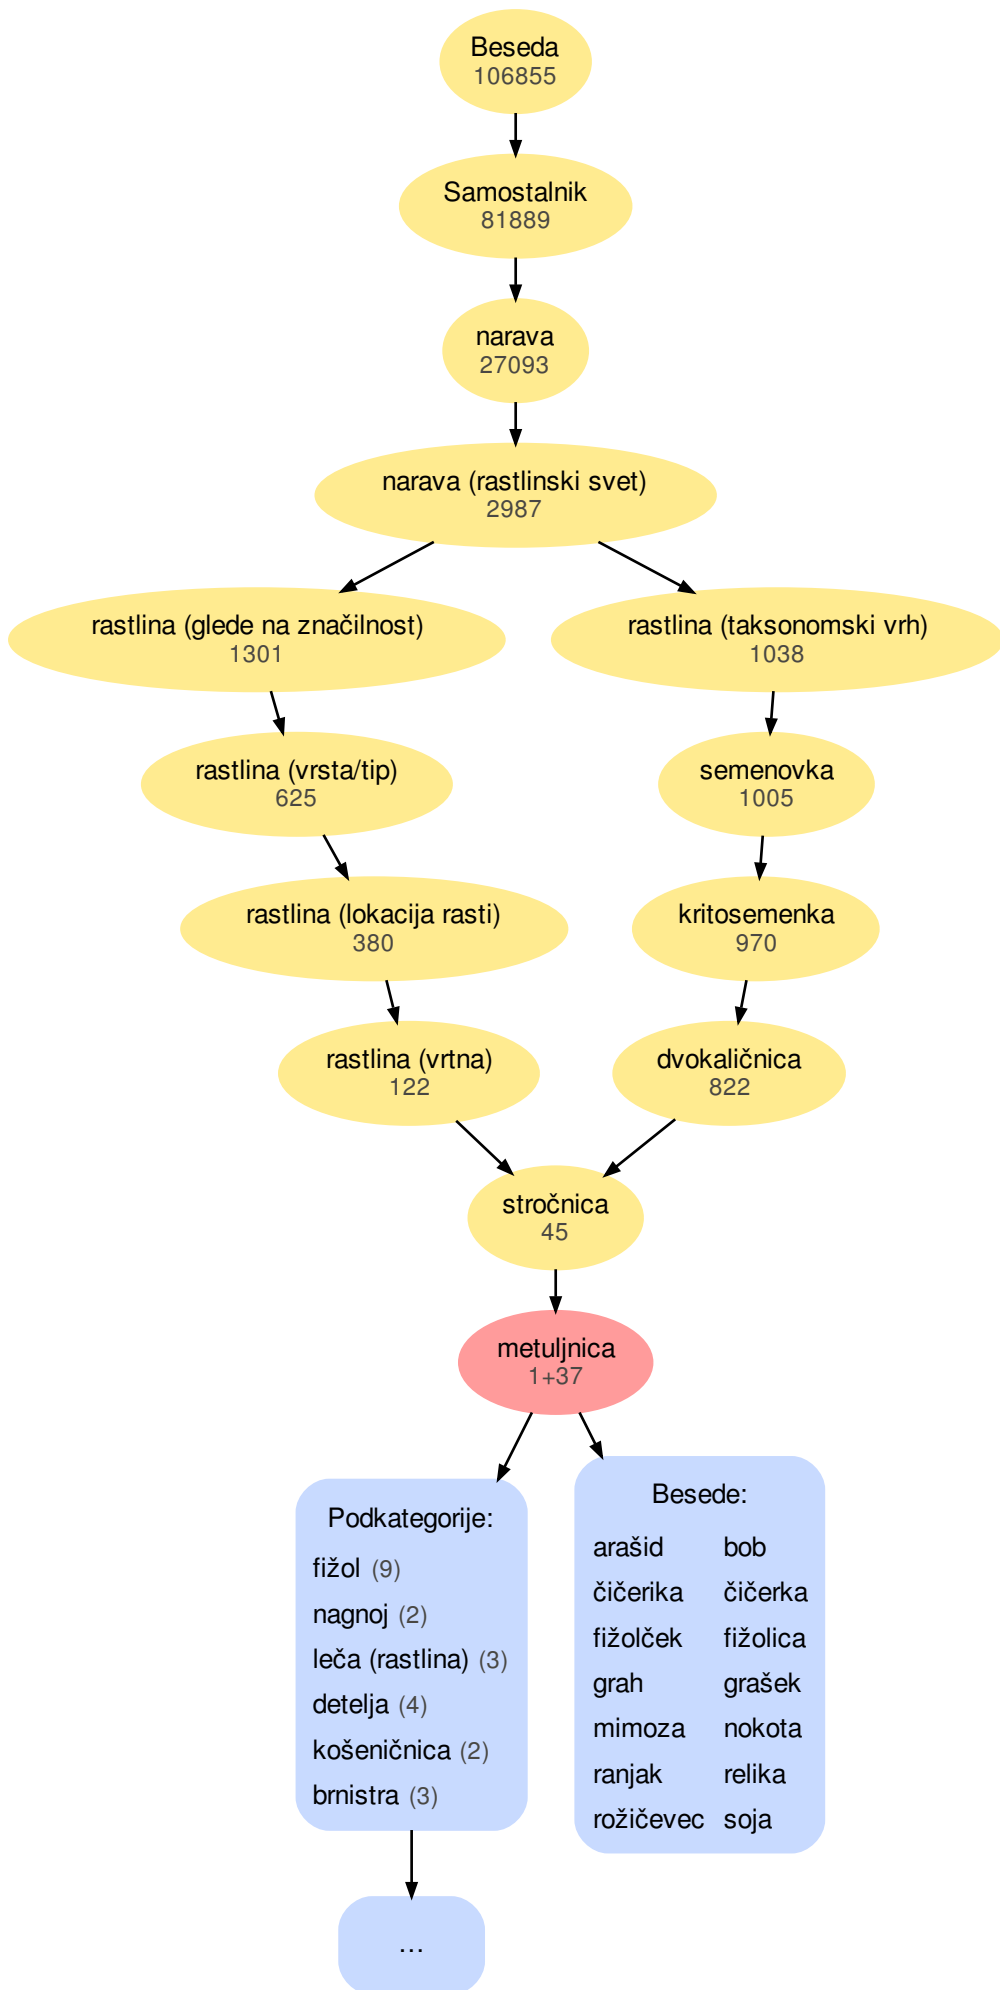 Beseda
106855
Samostalnik
81889
narava
27093
narava (rastlinski svet)
2987
rastlina (glede na značilnost)
1301
rastlina (taksonomski vrh)
1038
rastlina (vrsta/tip)
625
semenovka
1005
rastlina (lokacija rasti)
380
kritosemenka
970
rastlina (vrtna)
122
dvokaličnica
822
stročnica
45
metuljnica
1+37
Podkategorije:
fižol (9)
nagnoj (2)
leča (rastlina) (3)
detelja (4)
košeničnica (2)
brnistra (3)
...
Besede:
arašid bob
čičerika čičerka
fižolček fižolica
grah grašek
mimoza nokota
ranjak relika
rožičevec soja